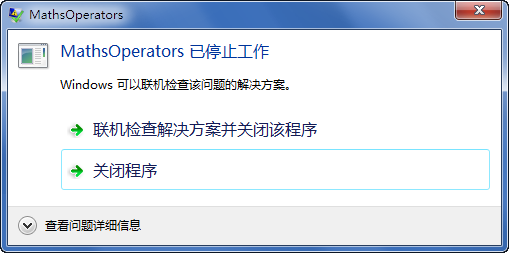 MathsOperators
MathsOperators 已停止工作
Windows 可以联机检查该问题的解决方案。
联机检查解决方案并关闭该程序
关闭程序
查看问题详细信息